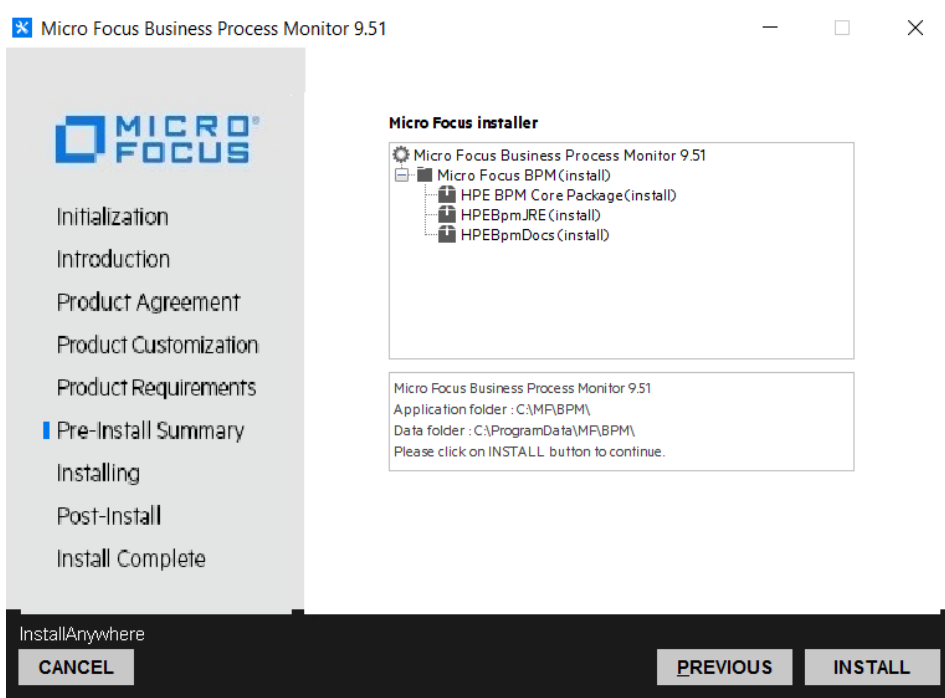 Micro Focus Business Process Monitor 9.51
MICRO®
FOCUS
Initialization
Introduction
Product Agreement
Product Customization
Product Requirements
Pre-Install Summary
Installing
Post-Install
Install Complete
Micro Focus installer
Micro Focus Business Process Monitor 9.51
Micro Focus BPM(install)
HPE BPM Core Package(install)
HPEBpmJRE(install)
HPEBpmDocs(install)
Micro Focus Business Process Monitor 9.51
Application folder : C:\MF\BPM\
Data folder : C:\ProgramData\MF\BPM\
Please click on INSTALL button to continue.
InstallAnywhere
CANCEL
PREVIOUS
INSTALL